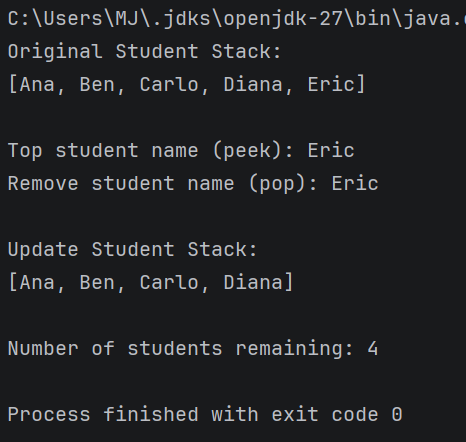 C:\Users\MJ\.jdks\openjdk-27\bin\java.
Original Student Stack:
[Ana, Ben, Carlo, Diana, Eric]
Top student name (peek): Eric
Remove student name (pop): Eric
Update Student Stack:
[Ana, Ben, Carlo, Diana]
Number of students remaining: 4
Process finished with exit code 0